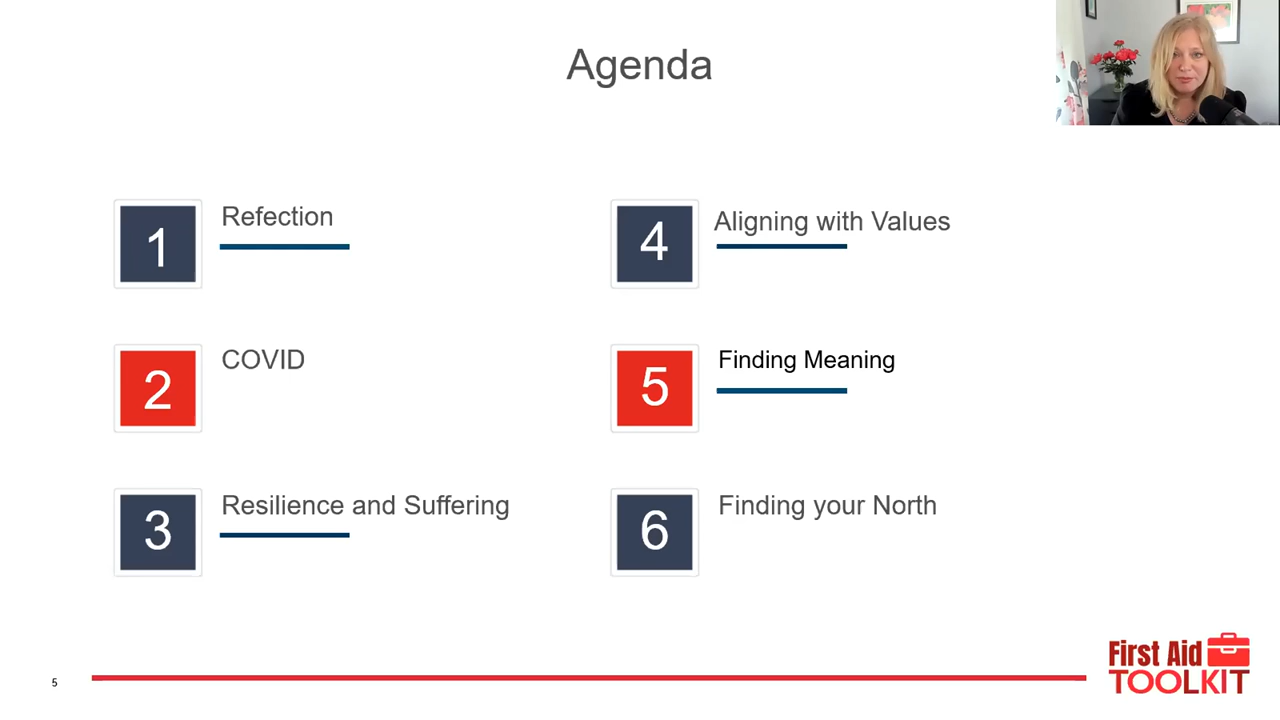 Agenda
1
Refection
2
COVID
3
Resilience and Suffering
4
Aligning with Values
5
Finding Meaning
6
Finding your North
5
First Aid
TOOLKIT